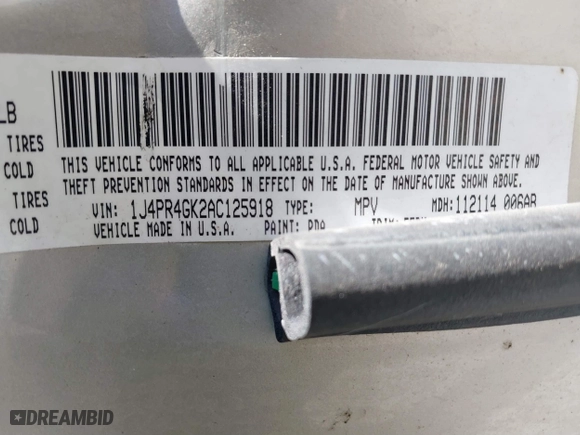 LB
TIRES
COLD
TIRES
COLD
THIS VEHICLE CONFORMS TO ALL APPLICABLE U.S.A. FEDERAL MOTOR VEHICLE SAFETY AND
THEFT PREVENTION STANDARDS IN EFFECT ON THE DATE OF MANUFACTURE SHOWN ABOVE.
VIN: 1J4PR4GK2AC125918 TYPE: MPV MDH: 112114 006AB
VEHICLE MADE IN U.S.A. PAINT: PDA
DREAMBID